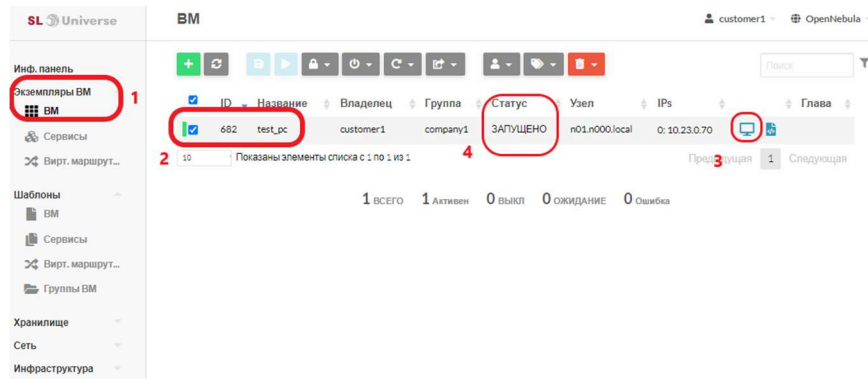 SL Universe
ВМ
customer1
OpenNebula
Инф. панель
Экземпляры ВМ
1
ВМ
Сервисы
Вирт. маршрут...
Шаблоны
ВМ
Сервисы
Вирт. маршрут...
Группы ВМ
Хранилище
Сеть
Инфраструктура
Поиск
ID Название Владелец Группа Статус Узел IPs Глава
682 test_pc customer1 company1 ЗАПУЩЕНО n01.n000.local 0: 10.23.0.70
2 10 Показаны элементы списка с 1 по 1 из 1 4 Предыдущая 3 1 Следующая
1 ВСЕГО 1 Активен 0 ВЫКЛ 0 ОЖИДАНИЕ 0 Ошибка